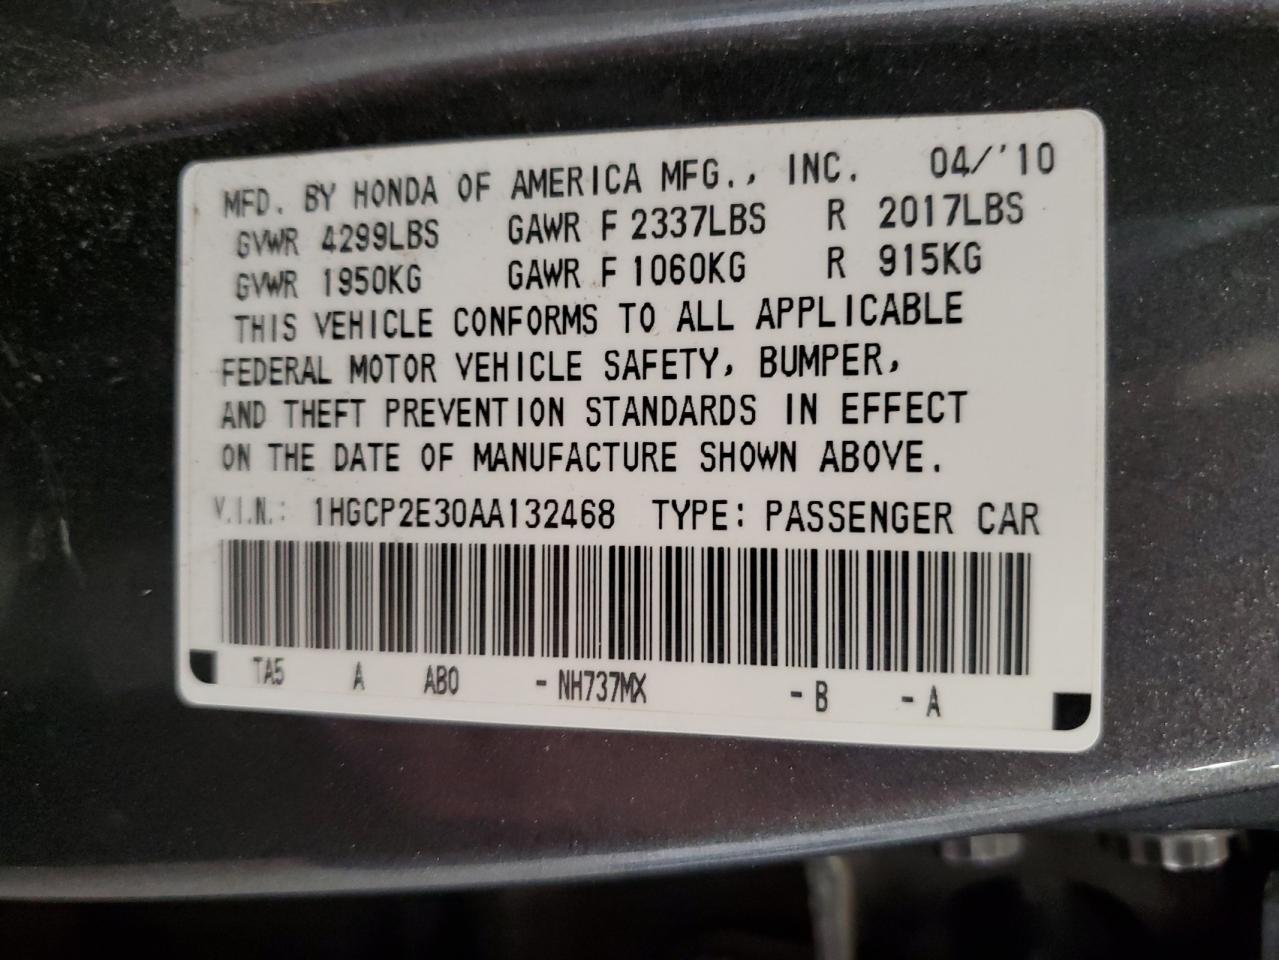 MFD. BY HONDA OF AMERICA MFG., INC. 04/'10
GVWR 4299LBS GAWR F 2337LBS R 2017LBS
GVWR 1950KG GAWR F 1060KG R 915KG
THIS VEHICLE CONFORMS TO ALL APPLICABLE
FEDERAL MOTOR VEHICLE SAFETY, BUMPER,
AND THEFT PREVENTION STANDARDS IN EFFECT
ON THE DATE OF MANUFACTURE SHOWN ABOVE.
V.I.N.: 1HGCP2E30AA132468 TYPE: PASSENGER CAR
TA5 A AB0 -NH737MX -B -A